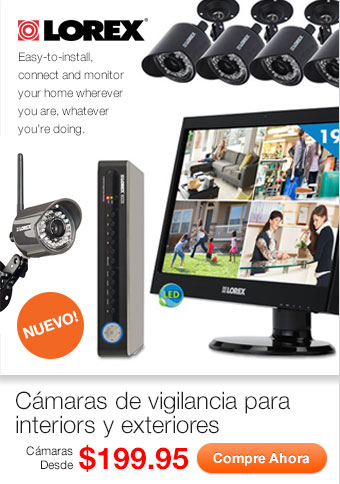 LOREX®
Easy-to-install,
connect and monitor
your home wherever
you are, whatever
you're doing.
19
LOREX
LED
LOREX
NUEVO!
Cámaras de vigilancia para
interiors y exteriores
Cámaras
Desde
$199.95
Compre Ahora